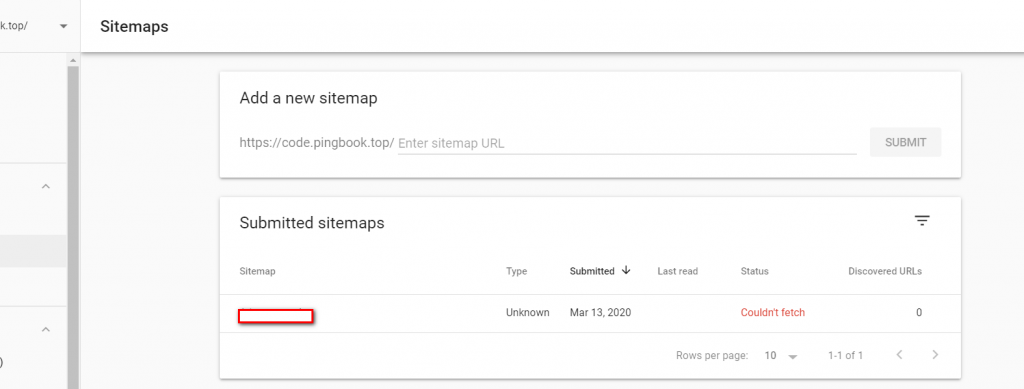 k.top/
Sitemaps
Add a new sitemap
https://code.pingbook.top/ Enter sitemap URL
SUBMIT
Submitted sitemaps
Sitemap Type Submitted Last read Status Discovered URLs
Unknown Mar 13, 2020 Couldn't fetch 0
Rows per page: 10 1-1 of 1
)